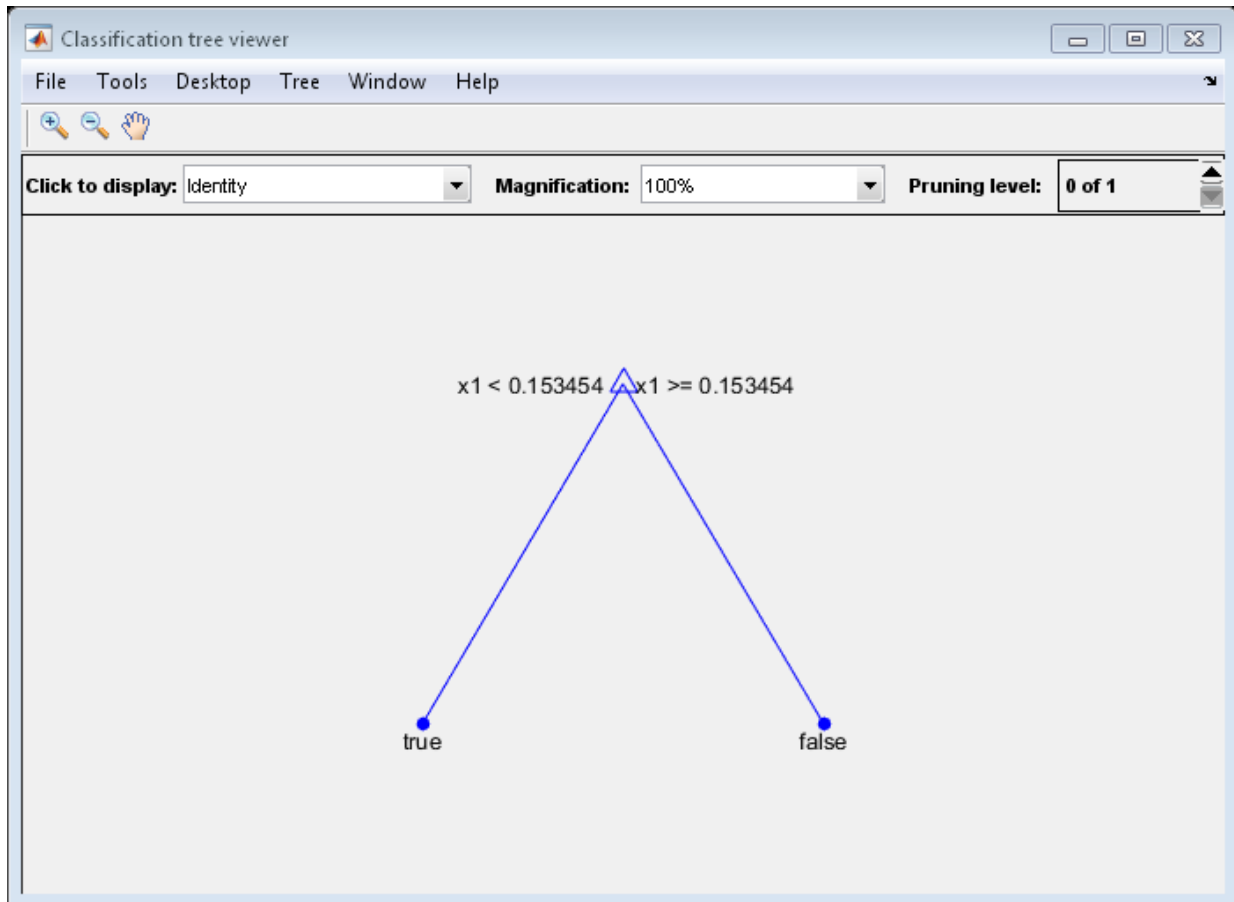 Classification tree viewer
File Tools Desktop Tree Window Help
Click to display: Identity Magnification: 100% Pruning level: 0 of 1
x1 < 0.153454 x1 >= 0.153454
true false